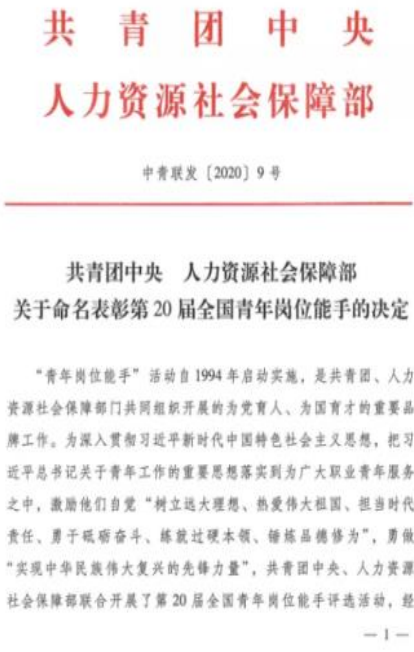 共青团中央
人力资源社会保障部
中青联发〔2020〕9号
共青团中央 人力资源社会保障部
关于命名表彰第20届全国青年岗位能手的决定
“青年岗位能手”活动自1994年启动实施，是共青团、人力
资源社会保障部门共同组织开展的为党育人、为国育才的重要品
牌工作。为深入贯彻习近平新时代中国特色社会主义思想，把习
近平总书记关于青年工作的重要思想落实到为广大职业青年服务
之中，激励他们自觉“树立远大理想、热爱伟大祖国、担当时代
责任、勇于砥砺奋斗、练就过硬本领、锤炼品德修为”，勇做
“实现中华民族伟大复兴的先锋力量”，共青团中央、人力资源
社会保障部联合开展了第20届全国青年岗位能手评选活动，经
— 1 —